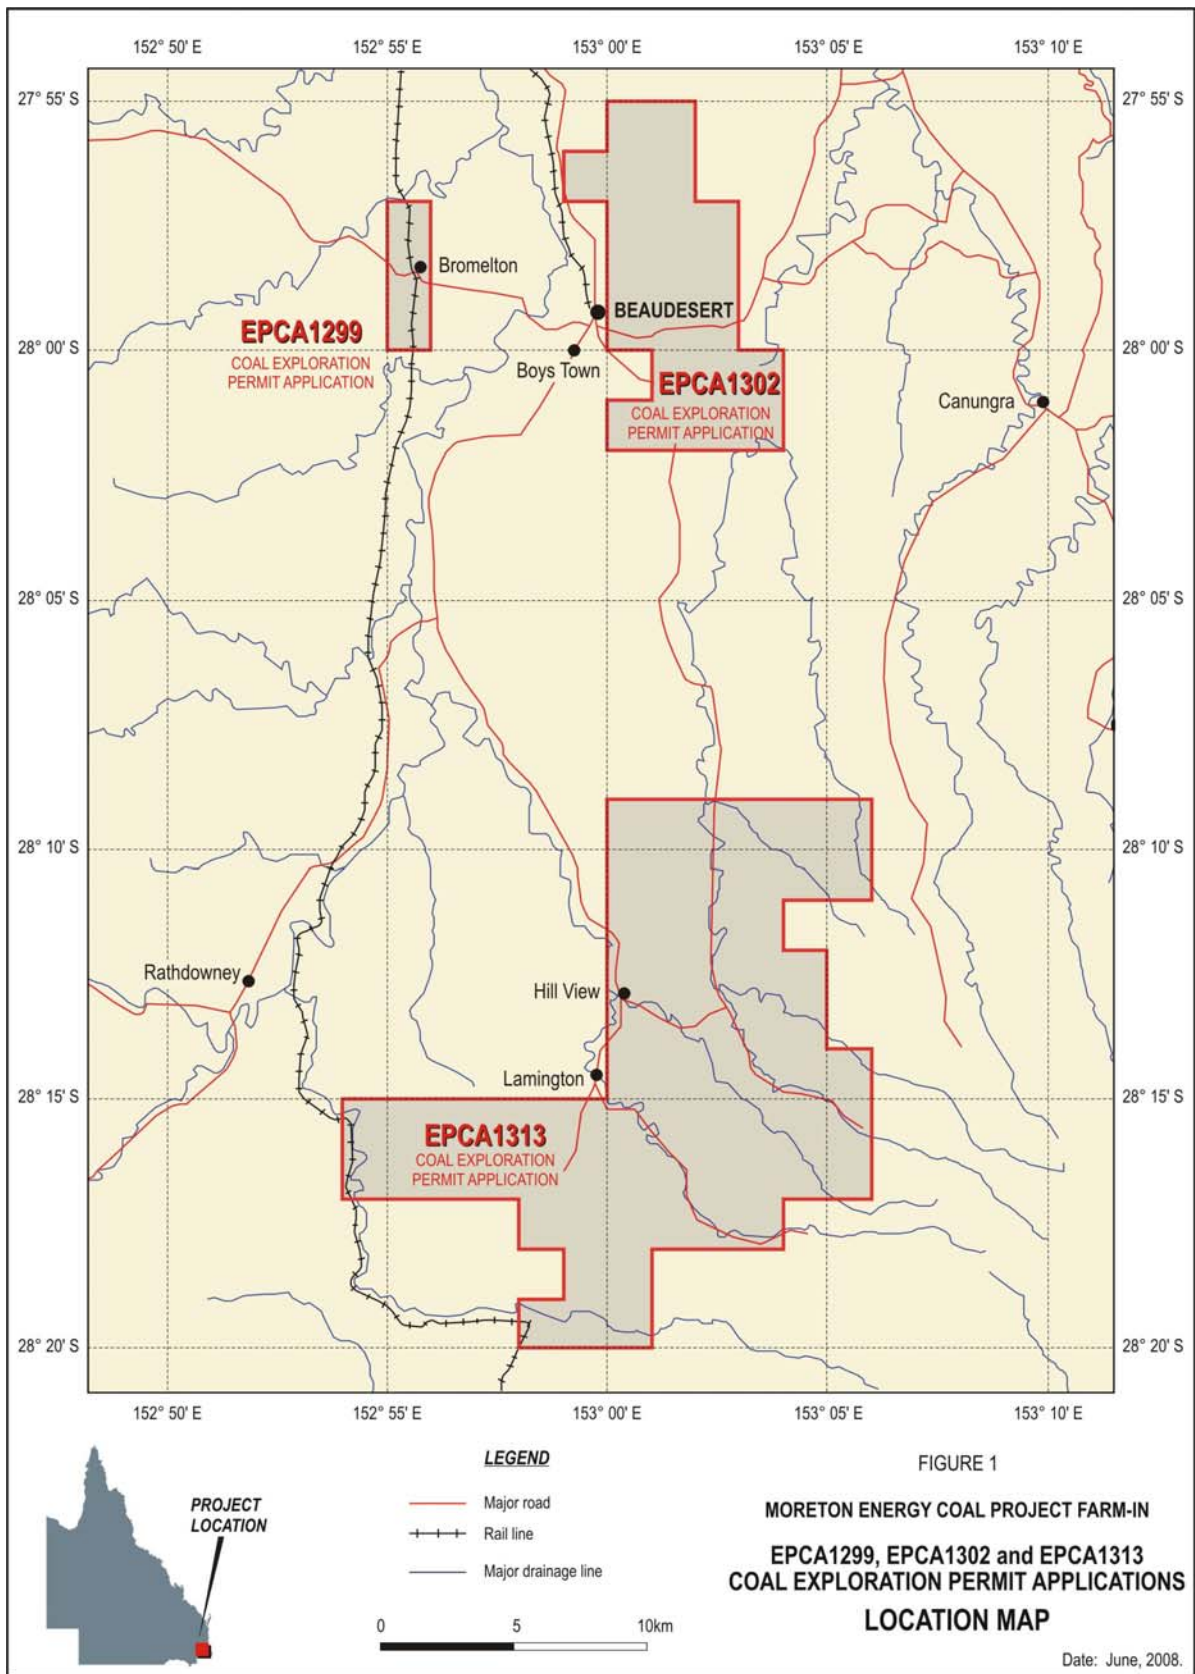 152° 50' E 152° 55' E 153° 00' E 153° 05' E 153° 10' E
27° 55' S 27° 55' S
Bromelton
BEAUDESERT
EPCA1299
COAL EXPLORATION
PERMIT APPLICATION
28° 00' S 28° 00' S
Boys Town
EPCA1302
COAL EXPLORATION
PERMIT APPLICATION
Canungra
28° 05' S 28° 05' S
28° 10' S 28° 10' S
Rathdowney
Hill View
Lamington
28° 15' S 28° 15' S
EPCA1313
COAL EXPLORATION
PERMIT APPLICATION
28° 20' S 28° 20' S
152° 50' E 152° 55' E 153° 00' E 153° 05' E 153° 10' E
PROJECT
LOCATION
LEGEND
Major road
Rail line
Major drainage line
0 5 10km
FIGURE 1
MORETON ENERGY COAL PROJECT FARM-IN
EPCA1299, EPCA1302 and EPCA1313
COAL EXPLORATION PERMIT APPLICATIONS
LOCATION MAP
Date: June, 2008.